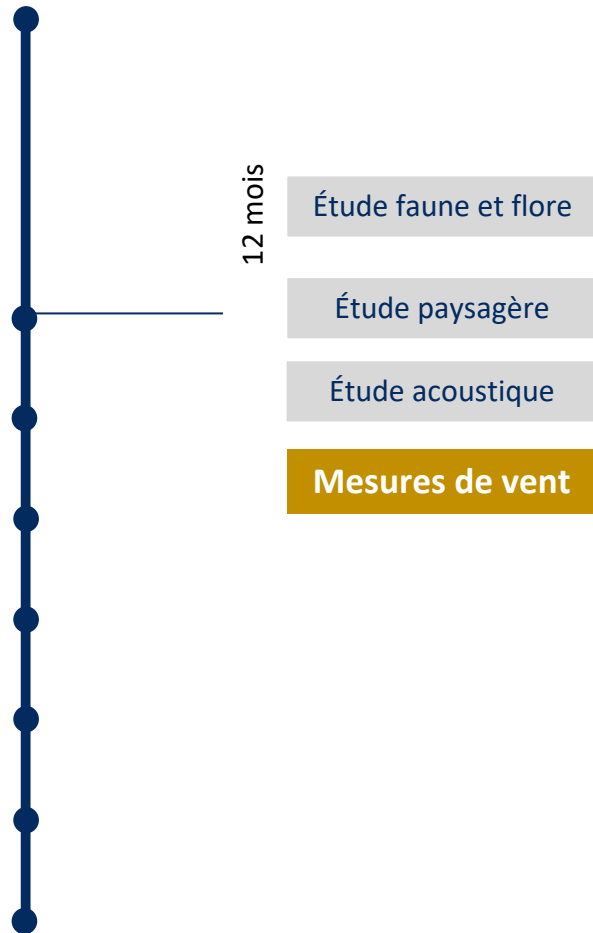 12 mois
Étude faune et flore
Étude paysagère
Étude acoustique
Mesures de vent